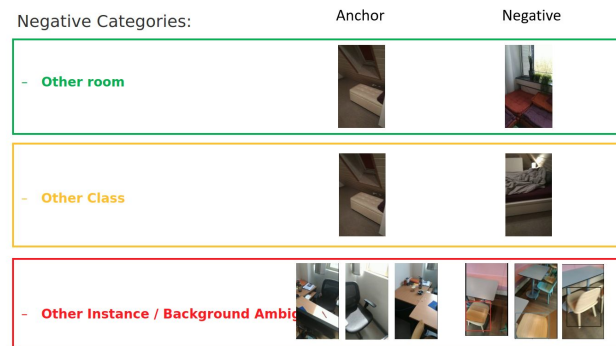 Negative Categories:
Anchor
Negative
– Other room
– Other Class
– Other Instance / Background Ambig